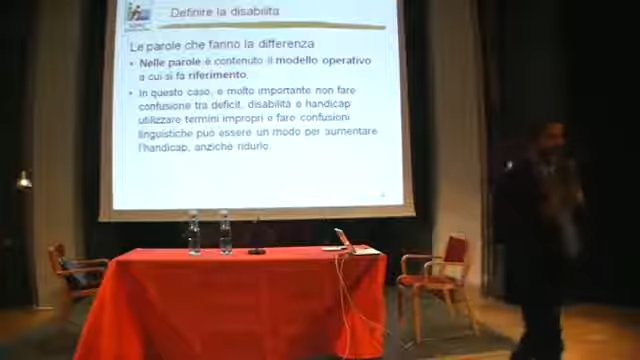 Definire la disabilità
Le parole che fanno la differenza
• Nelle parole è contenuto il modello operativo
a cui si fa riferimento.
• In questo caso, è molto importante non fare
confusione tra deficit, disabilità e handicap
utilizzare termini impropri e fare confusioni
linguistiche può essere un modo per aumentare
l'handicap, anziché ridurlo.